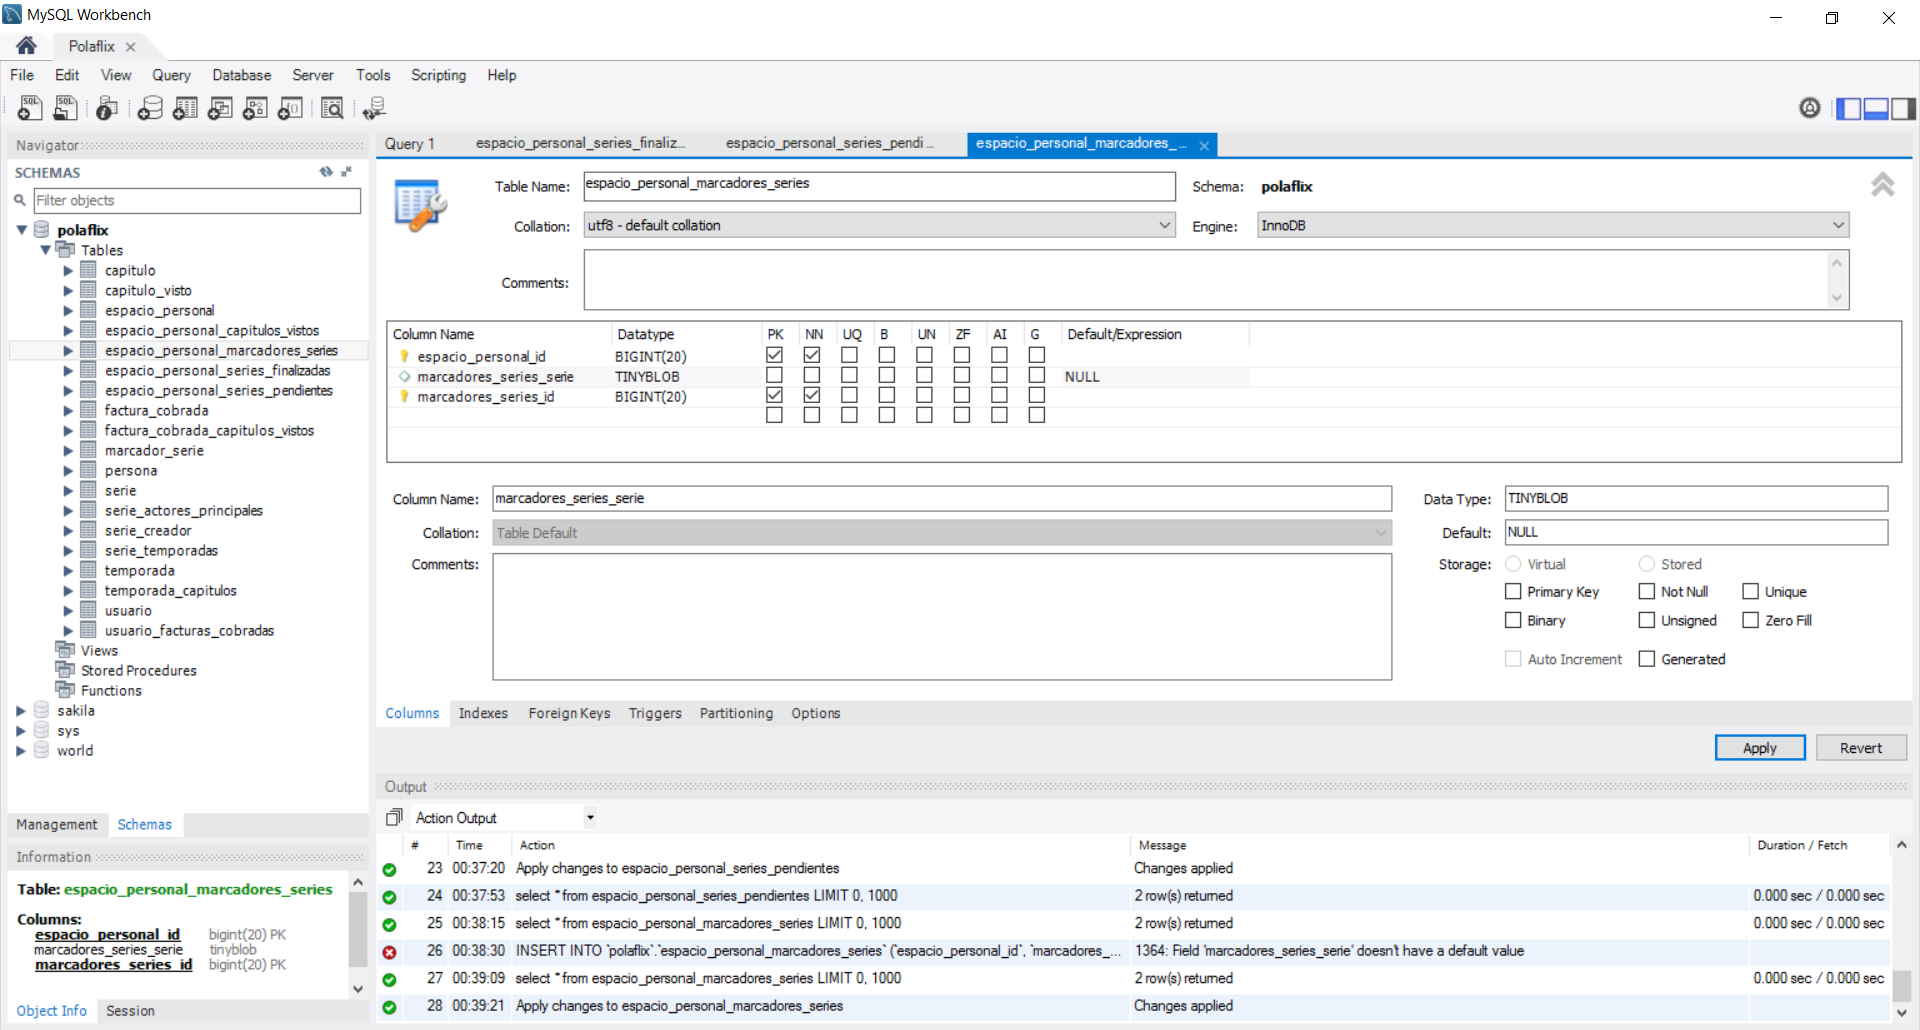 MySQL Workbench
Polaflix
File Edit View Query Database Server Tools Scripting Help
Navigator
SCHEMAS
Filter objects
polaflix
Tables
capitulo
capitulo_visto
espacio_personal
espacio_personal_capitulos_vistos
espacio_personal_marcadores_series
espacio_personal_series_finalizadas
espacio_personal_series_pendientes
factura_cobrada
factura_cobrada_capitulos_vistos
marcador_serie
persona
serie
serie_actores_principales
serie_creador
serie_temporadas
temporada
temporada_capitulos
usuario
usuario_facturas_cobradas
Views
Stored Procedures
Functions
sakila
sys
world
Management Schemas
Information
Table: espacio_personal_marcadores_series
Columns:
espacio_personal_id bigint(20) PK
marcadores_series_serie tinyblob
marcadores_series_id bigint(20) PK
Object Info Session
Query 1 espacio_personal_series_finaliz... espacio_personal_series_pendi... espacio_personal_marcadores_...
Table Name: espacio_personal_marcadores_series Schema: polaflix
Collation: utf8 - default collation Engine: InnoDB
Comments:
Column Name Datatype PK NN UQ B UN ZF AI G Default/Expression
espacio_personal_id BIGINT(20)
marcadores_series_serie TINYBLOB NULL
marcadores_series_id BIGINT(20)
Column Name: marcadores_series_serie Data Type: TINYBLOB
Collation: Table Default Default: NULL
Comments: Storage: Virtual Stored
Primary Key Not Null Unique
Binary Unsigned Zero Fill
Auto Increment Generated
Columns Indexes Foreign Keys Triggers Partitioning Options
Apply Revert
Output
Action Output
# Time Action Message Duration / Fetch
23 00:37:20 Apply changes to espacio_personal_series_pendientes Changes applied
24 00:37:53 select * from espacio_personal_series_pendientes LIMIT 0, 1000 2 row(s) returned 0.000 sec / 0.000 sec
25 00:38:15 select * from espacio_personal_marcadores_series LIMIT 0, 1000 2 row(s) returned 0.000 sec / 0.000 sec
26 00:38:30 INSERT INTO `polaflix`.`espacio_personal_marcadores_series` (`espacio_personal_id`, `marcadores_... 1364: Field 'marcadores_series_serie' doesn't have a default value
27 00:39:09 select * from espacio_personal_marcadores_series LIMIT 0, 1000 2 row(s) returned 0.000 sec / 0.000 sec
28 00:39:21 Apply changes to espacio_personal_marcadores_series Changes applied